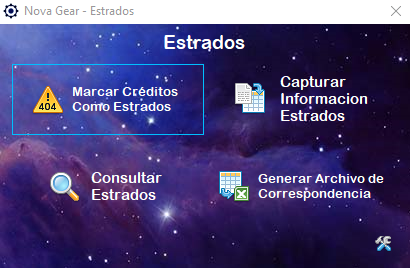 Nova Gear - Estrados
Estrados
404
Marcar Créditos
Como Estrados
Capturar
Informacion
Estrados
Consultar
Estrados
Generar Archivo de
Correspondencia